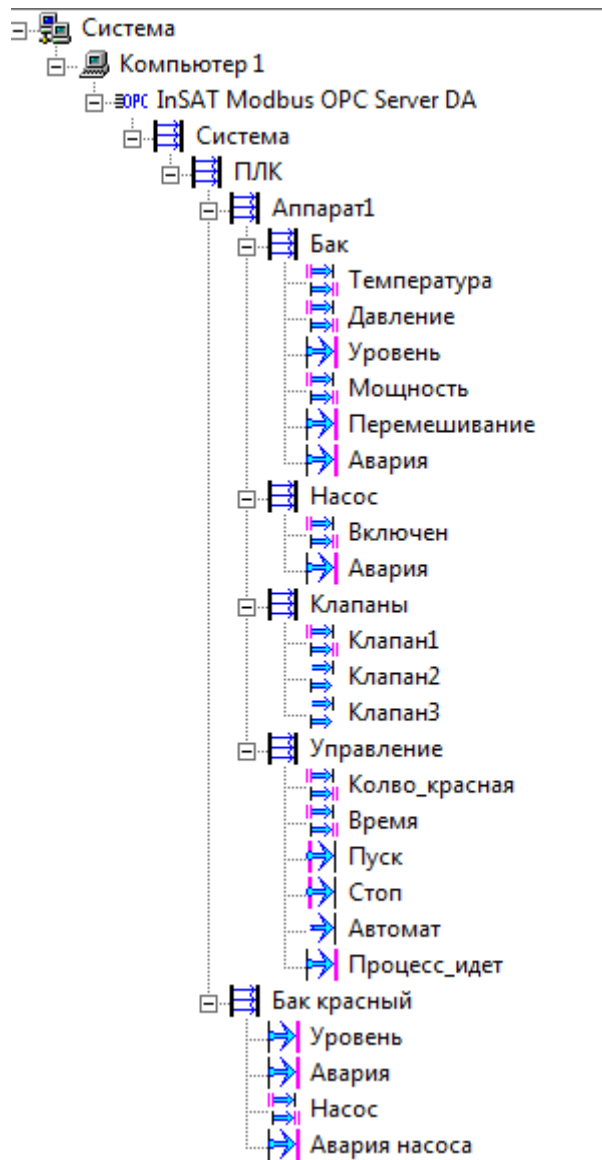 Система
Компьютер 1
OPC InSAT Modbus OPC Server DA
Система
ПЛК
Аппарат1
Бак
Температура
Давление
Уровень
Мощность
Перемешивание
Авария
Насос
Включен
Авария
Клапаны
Клапан1
Клапан2
Клапан3
Управление
Колво_красная
Время
Пуск
Стоп
Автомат
Процесс_идет
Бак красный
Уровень
Авария
Насос
Авария насоса